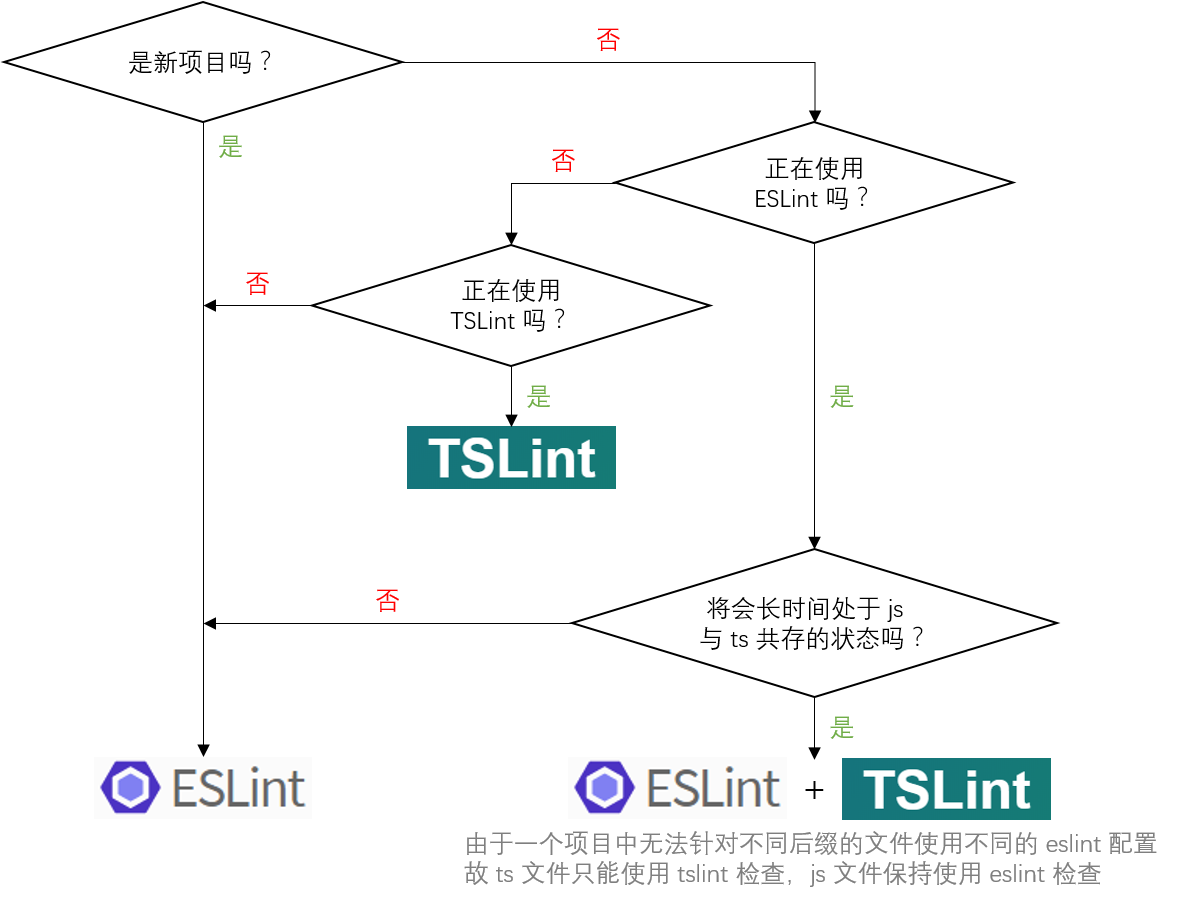 是新项目吗？
否
是
正在使用
ESLint 吗？
否
正在使用
TSLint 吗？
否
是
是
TSLint
将会长时间处于 js
与 ts 共存的状态吗？
否
是
ESLint
ESLint + TSLint
由于一个项目中无法针对不同后缀的文件使用不同的 eslint 配置
故 ts 文件只能使用 tslint 检查，js 文件保持使用 eslint 检查